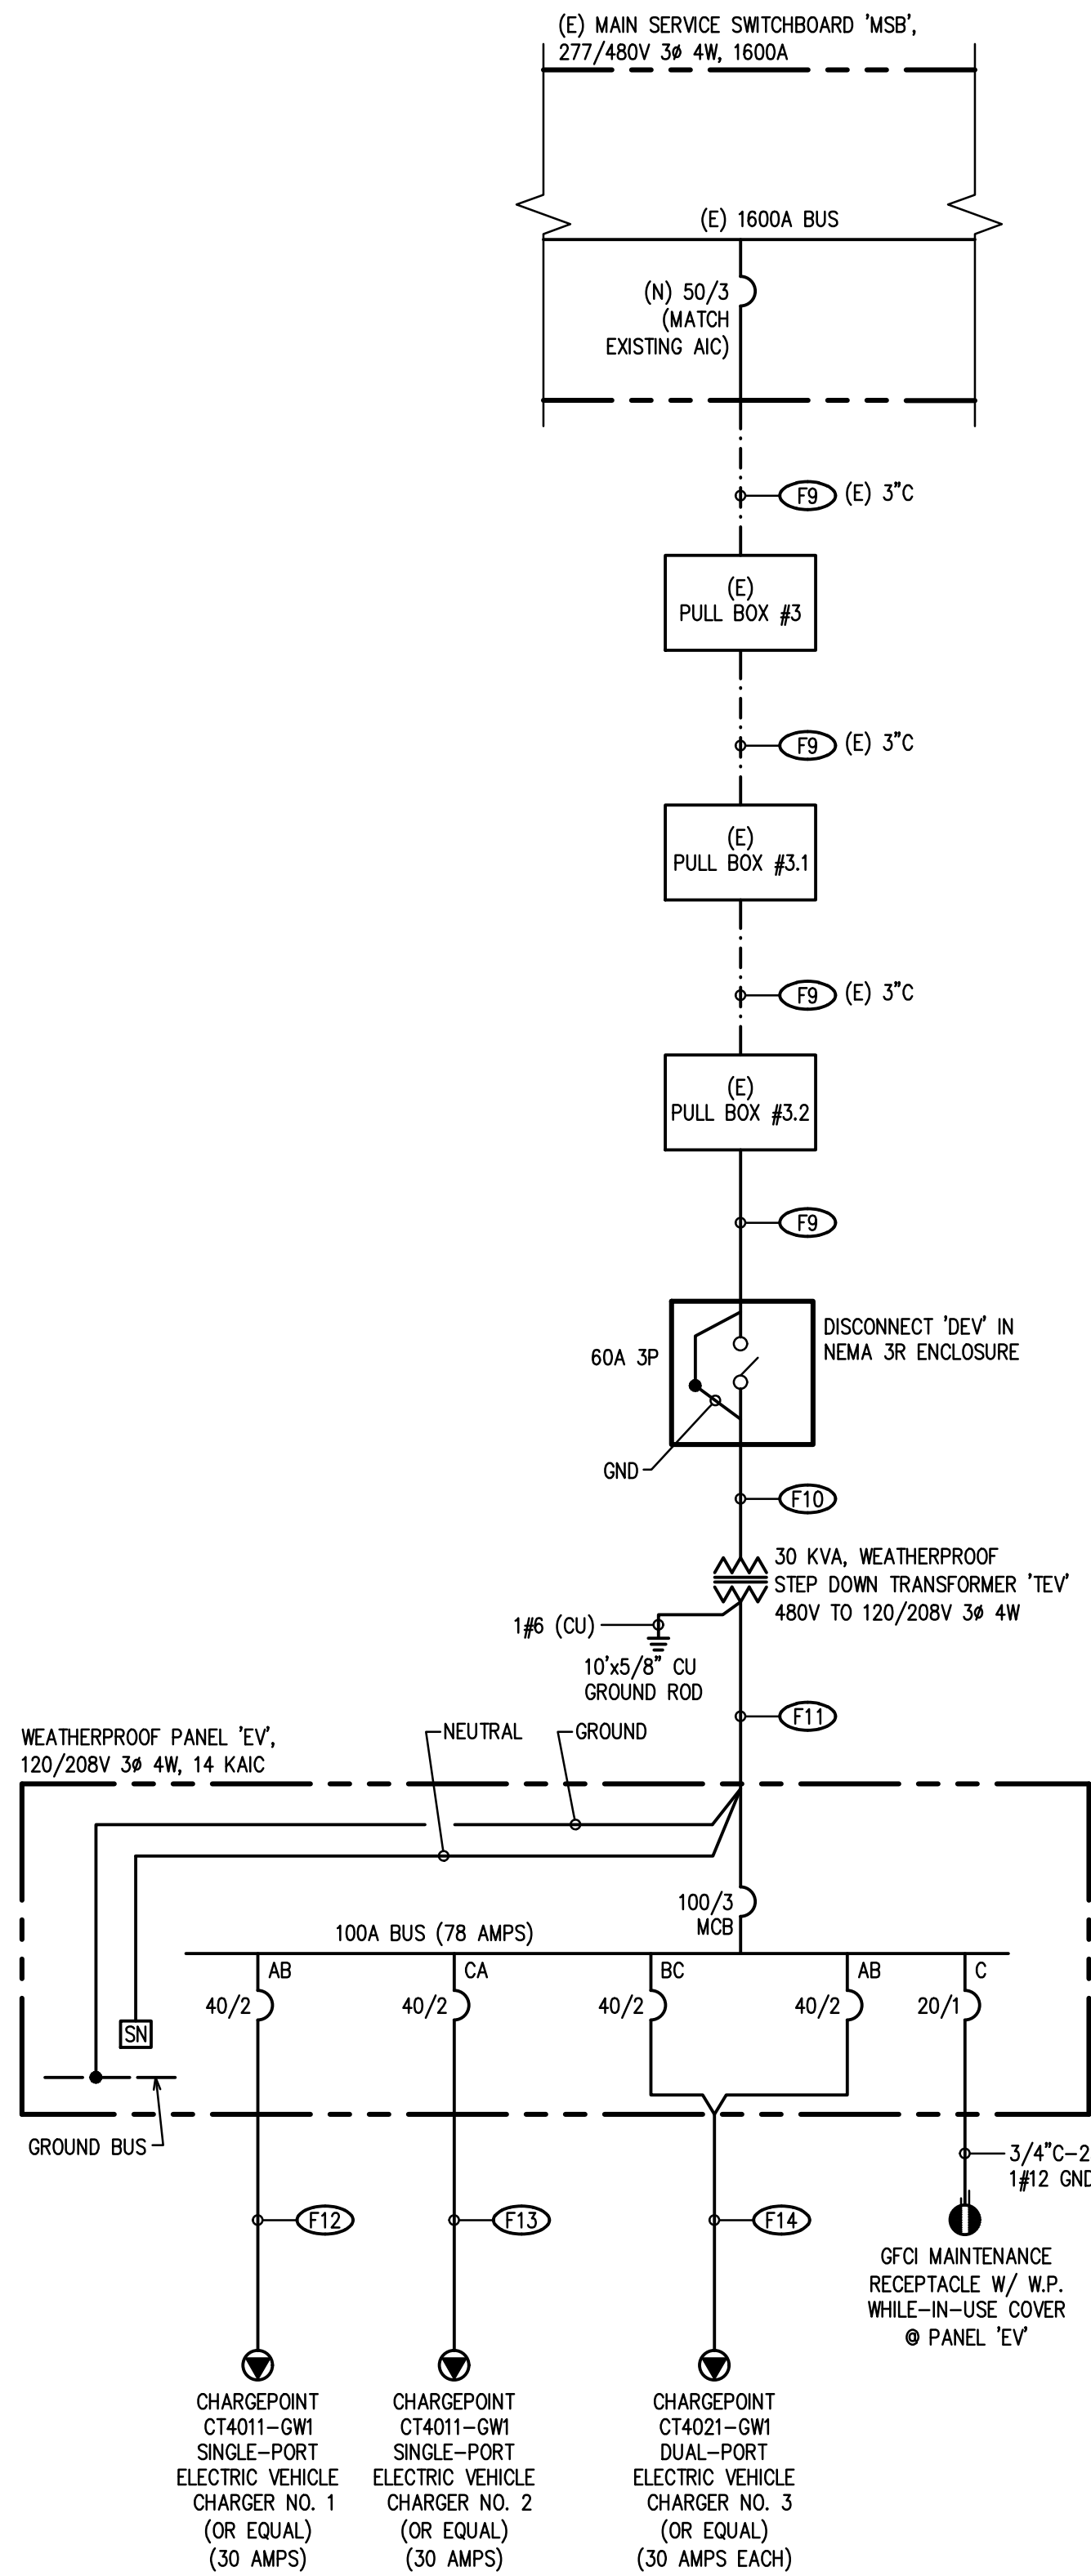 (E) MAIN SERVICE SWITCHBOARD 'MSB',
277/480V 3ø 4W, 1600A
(E) 1600A BUS
(N) 50/3
(MATCH
EXISTING AIC)
F9 (E) 3"C
(E)
PULL BOX #3
F9 (E) 3"C
(E)
PULL BOX #3.1
F9 (E) 3"C
(E)
PULL BOX #3.2
F9
60A 3P
DISCONNECT 'DEV' IN
NEMA 3R ENCLOSURE
GND
F10
30 KVA, WEATHERPROOF
STEP DOWN TRANSFORMER 'TEV'
480V TO 120/208V 3ø 4W
1#6 (CU)
10'x5/8" CU
GROUND ROD
F11
WEATHERPROOF PANEL 'EV',
120/208V 3ø 4W, 14 KAIC
NEUTRAL
GROUND
100/3
MCB
100A BUS (78 AMPS)
AB
CA
BC
AB
C
40/2
40/2
40/2
40/2
20/1
SN
GROUND BUS
3/4"C-2
1#12 GND
F12
F13
F14
GFCI MAINTENANCE
RECEPTACLE W/ W.P.
WHILE-IN-USE COVER
@ PANEL 'EV'
CHARGEPOINT
CT4011-GW1
SINGLE-PORT
ELECTRIC VEHICLE
CHARGER NO. 1
(OR EQUAL)
(30 AMPS)
CHARGEPOINT
CT4011-GW1
SINGLE-PORT
ELECTRIC VEHICLE
CHARGER NO. 2
(OR EQUAL)
(30 AMPS)
CHARGEPOINT
CT4021-GW1
DUAL-PORT
ELECTRIC VEHICLE
CHARGER NO. 3
(OR EQUAL)
(30 AMPS EACH)